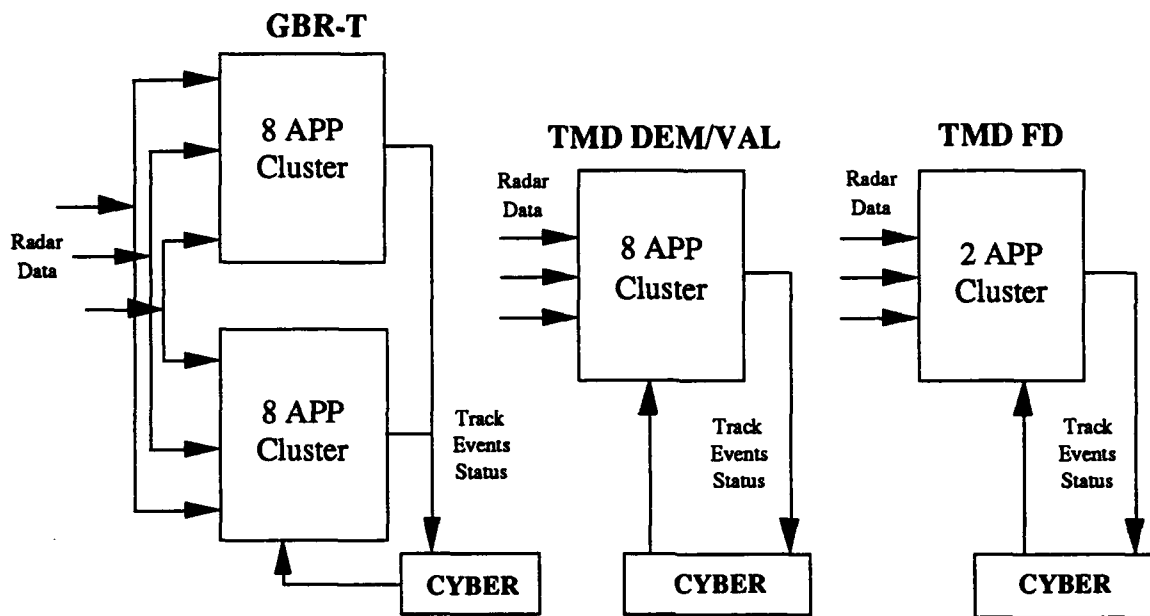 GBR-T
8 APP
Cluster
Radar
Data
8 APP
Cluster
Track
Events
Status
CYBER
TMD DEM/VAL
Radar
Data
8 APP
Cluster
Track
Events
Status
CYBER
TMD FD
Radar
Data
2 APP
Cluster
Track
Events
Status
CYBER